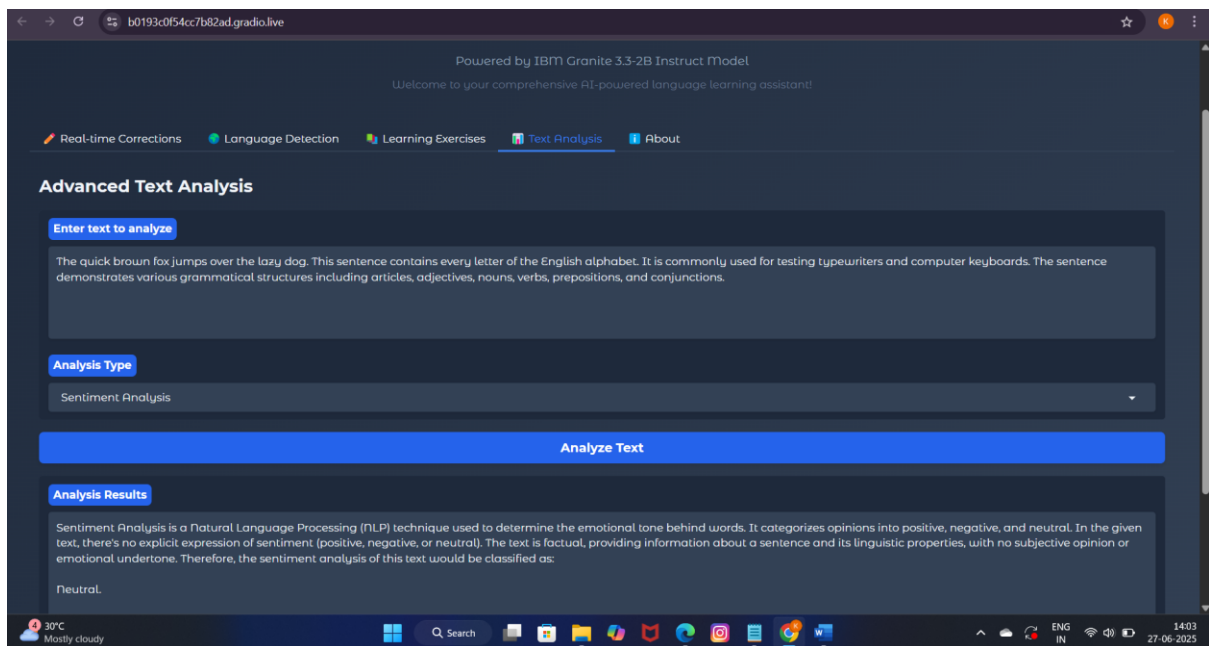 b0193c0f54cc7b82ad.gradio.live
K
Powered by IBM Granite 3.3-2B Instruct Model
Welcome to your comprehensive AI-powered language learning assistant!
Real-time Corrections Language Detection Learning Exercises Text Analysis About
Advanced Text Analysis
Enter text to analyze
The quick brown fox jumps over the lazy dog. This sentence contains every letter of the English alphabet. It is commonly used for testing typewriters and computer keyboards. The sentence
demonstrates various grammatical structures including articles, adjectives, nouns, verbs, prepositions, and conjunctions.
Analysis Type
Sentiment Analysis
Analyze Text
Analysis Results
Sentiment Analysis is a Natural Language Processing (NLP) technique used to determine the emotional tone behind words. It categorizes opinions into positive, negative, and neutral. In the given
text, there's no explicit expression of sentiment (positive, negative, or neutral). The text is factual, providing information about a sentence and its linguistic properties, with no subjective opinion or
emotional undertone. Therefore, the sentiment analysis of this text would be classified as:
Neutral.
4 30°C
Mostly cloudy
Search
ENG
IN
14:03
27-06-2025